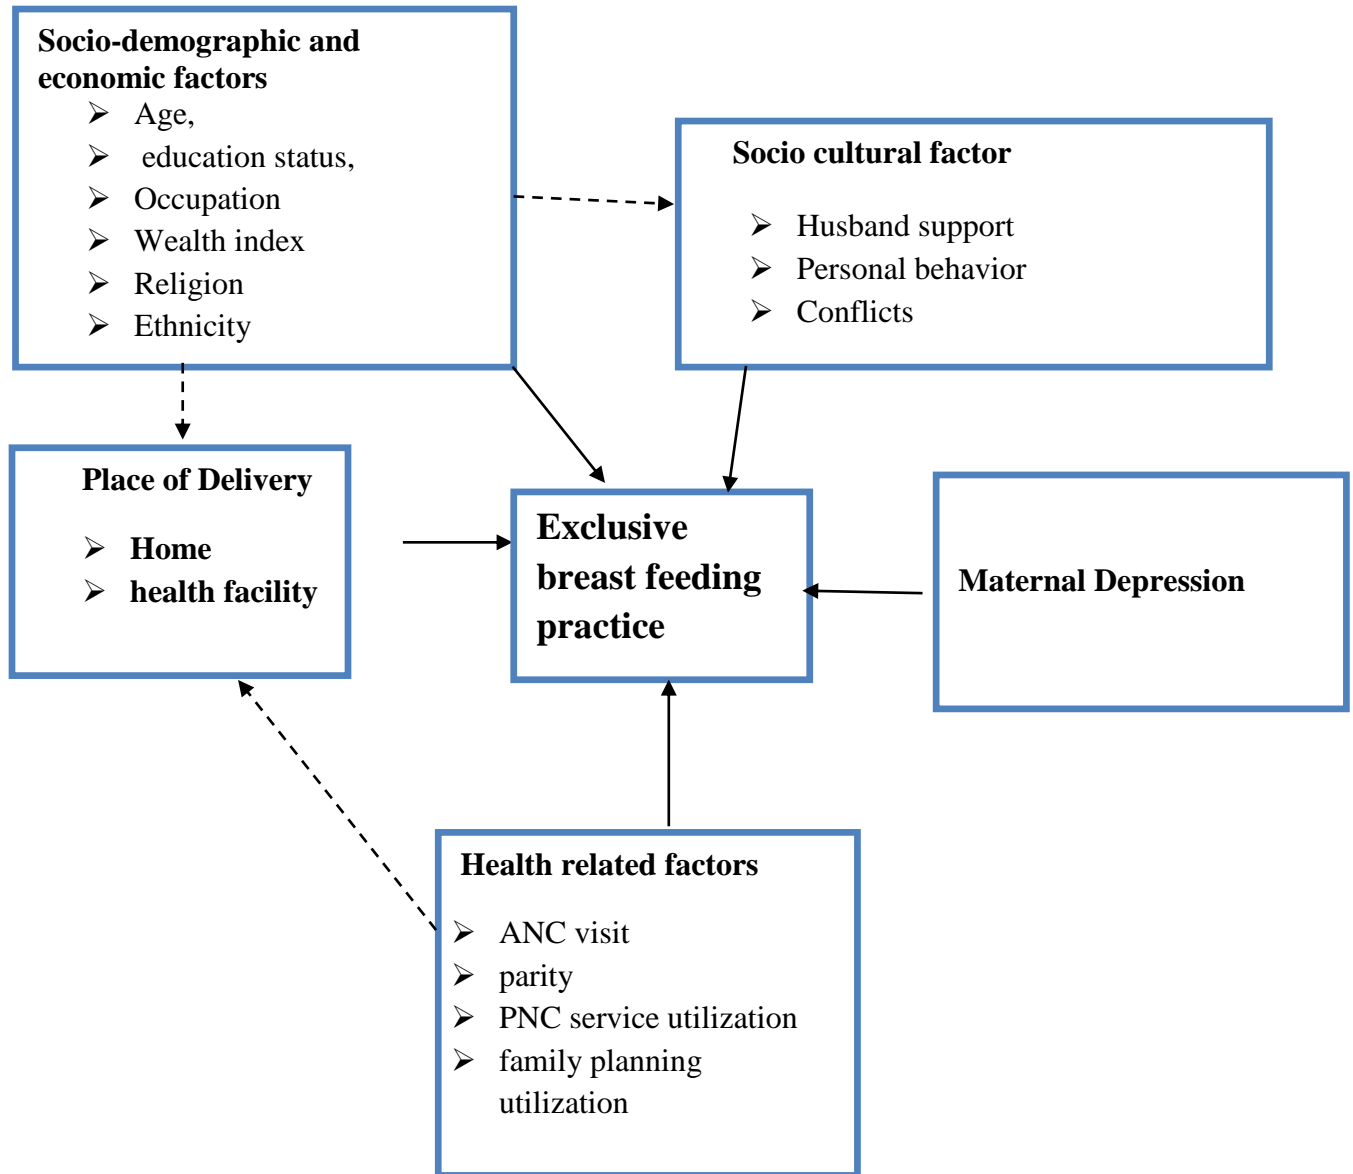 Socio-demographic and
economic factors
➢ Age,
➢ education status,
➢ Occupation
➢ Wealth index
➢ Religion
➢ Ethnicity
Socio cultural factor
➢ Husband support
➢ Personal behavior
➢ Conflicts
Place of Delivery
➢ Home
➢ health facility
Exclusive
breast feeding
practice
Maternal Depression
Health related factors
➢ ANC visit
➢ parity
➢ PNC service utilization
➢ family planning
utilization